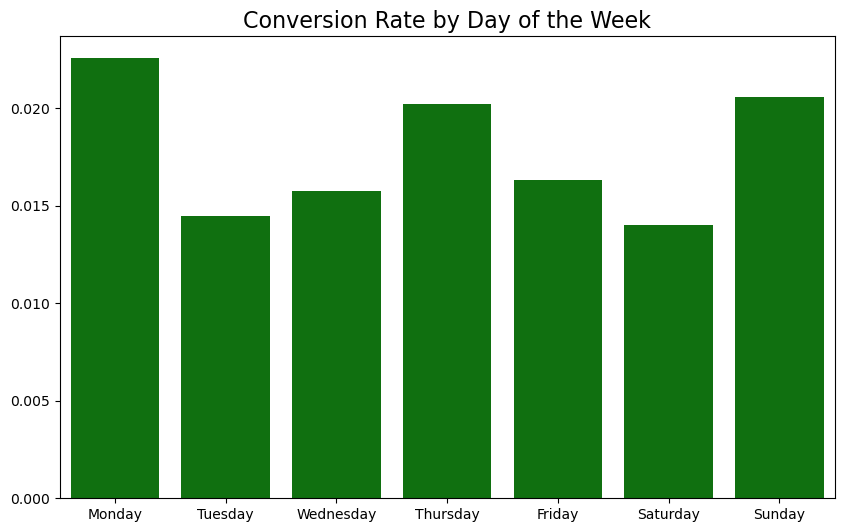 Conversion Rate by Day of the Week
0.020
0.015
0.010
0.005
0.000
Monday Tuesday Wednesday Thursday Friday Saturday Sunday